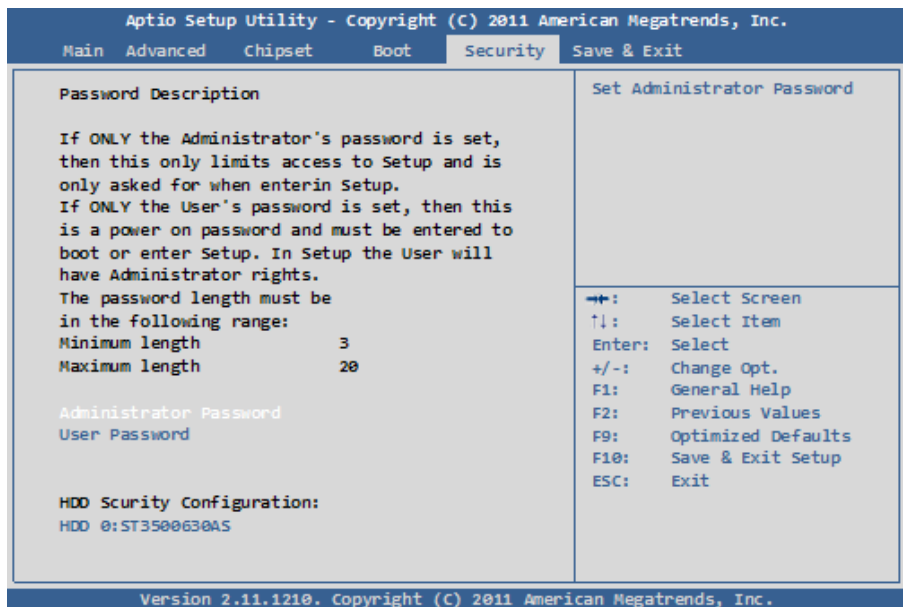 Aptio Setup Utility - Copyright (C) 2011 American Megatrends, Inc.
Main Advanced Chipset Boot Security Save & Exit
Password Description
If ONLY the Administrator's password is set,
then this only limits access to Setup and is
only asked for when enterin Setup.
If ONLY the User's password is set, then this
is a power on password and must be entered to
boot or enter Setup. In Setup the User will
have Administrator rights.
The password length must be
in the following range:
Minimum length 3
Maximum length 20
Administrator Password
User Password
HDD Scurity Configuration:
HDD 0:ST3500630AS
Set Administrator Password
→←: Select Screen
↑↓: Select Item
Enter: Select
+/-: Change Opt.
F1: General Help
F2: Previous Values
F9: Optimized Defaults
F10: Save & Exit Setup
ESC: Exit
Version 2.11.1210. Copyright (C) 2011 American Megatrends, Inc.